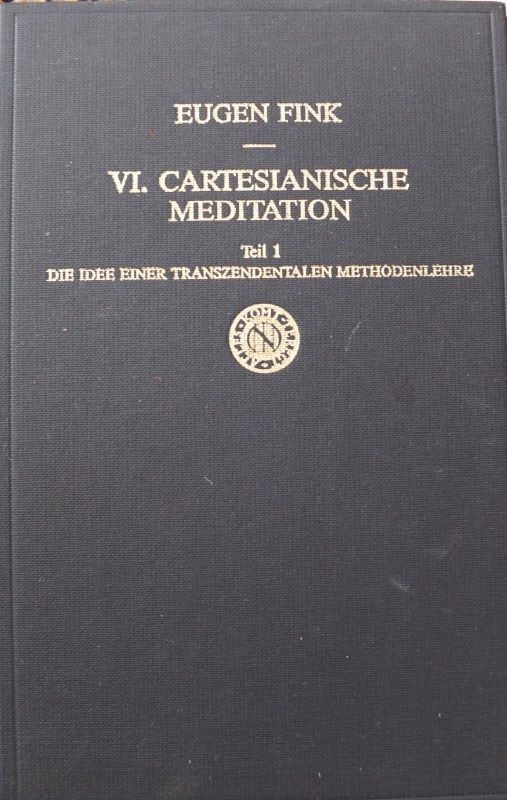 EUGEN FINK
VI. CARTESIANISCHE
MEDITATION
Teil 1
DIE IDEE EINER TRANSZENDENTALEN METHODENLEHRE